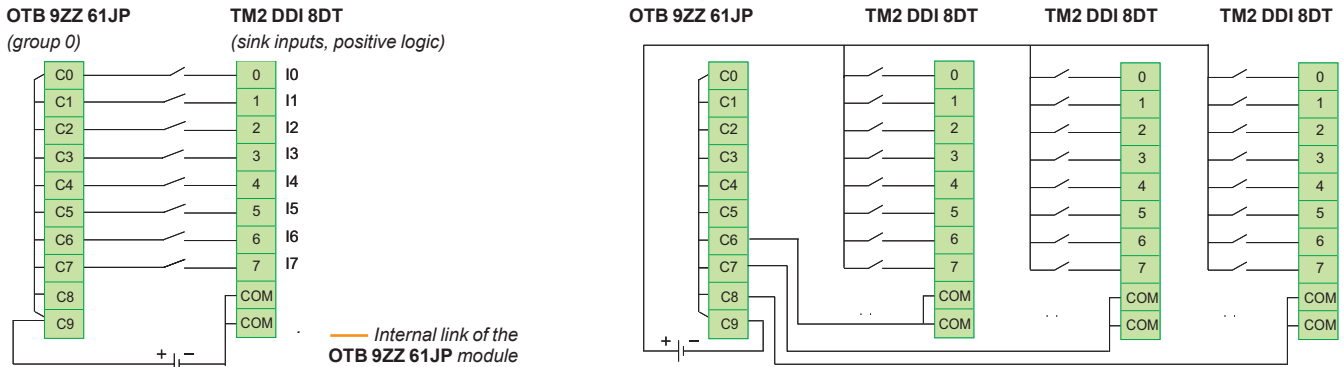 OTB 9ZZ 61JP
TM2 DDI 8DT
(group 0)
(sink inputs, positive logic)
C0 0 I0
C1 1 I1
C2 2 I2
C3 3 I3
C4 4 I4
C5 5 I5
C6 6 I6
C7 7 I7
C8 COM
C9 COM
+ –
Internal link of the
OTB 9ZZ 61JP module
OTB 9ZZ 61JP TM2 DDI 8DT TM2 DDI 8DT TM2 DDI 8DT
C0 0 0 0
C1 1 1 1
C2 2 2 2
C3 3 3 3
C4 4 4 4
C5 5 5 5
C6 6 6 6
C7 7 7 7
C8 COM COM COM
C9 COM COM COM
+ –